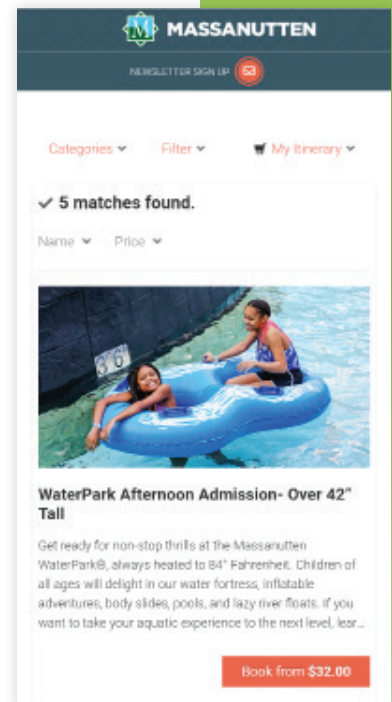 MASSANUTTEN
NEWSLETTER SIGN UP
Categories Filter My Itinerary
5 matches found.
Name Price
3'6"
WaterPark Afternoon Admission- Over 42"
Tall
Get ready for non-stop thrills at the Massanutten
WaterPark®, always heated to 84° Fahrenheit. Children of
all ages will delight in our water fortress, inflatable
adventures, body slides, pools, and lazy river floats. If you
want to take your aquatic experience to the next level, lear...
Book from $32.00